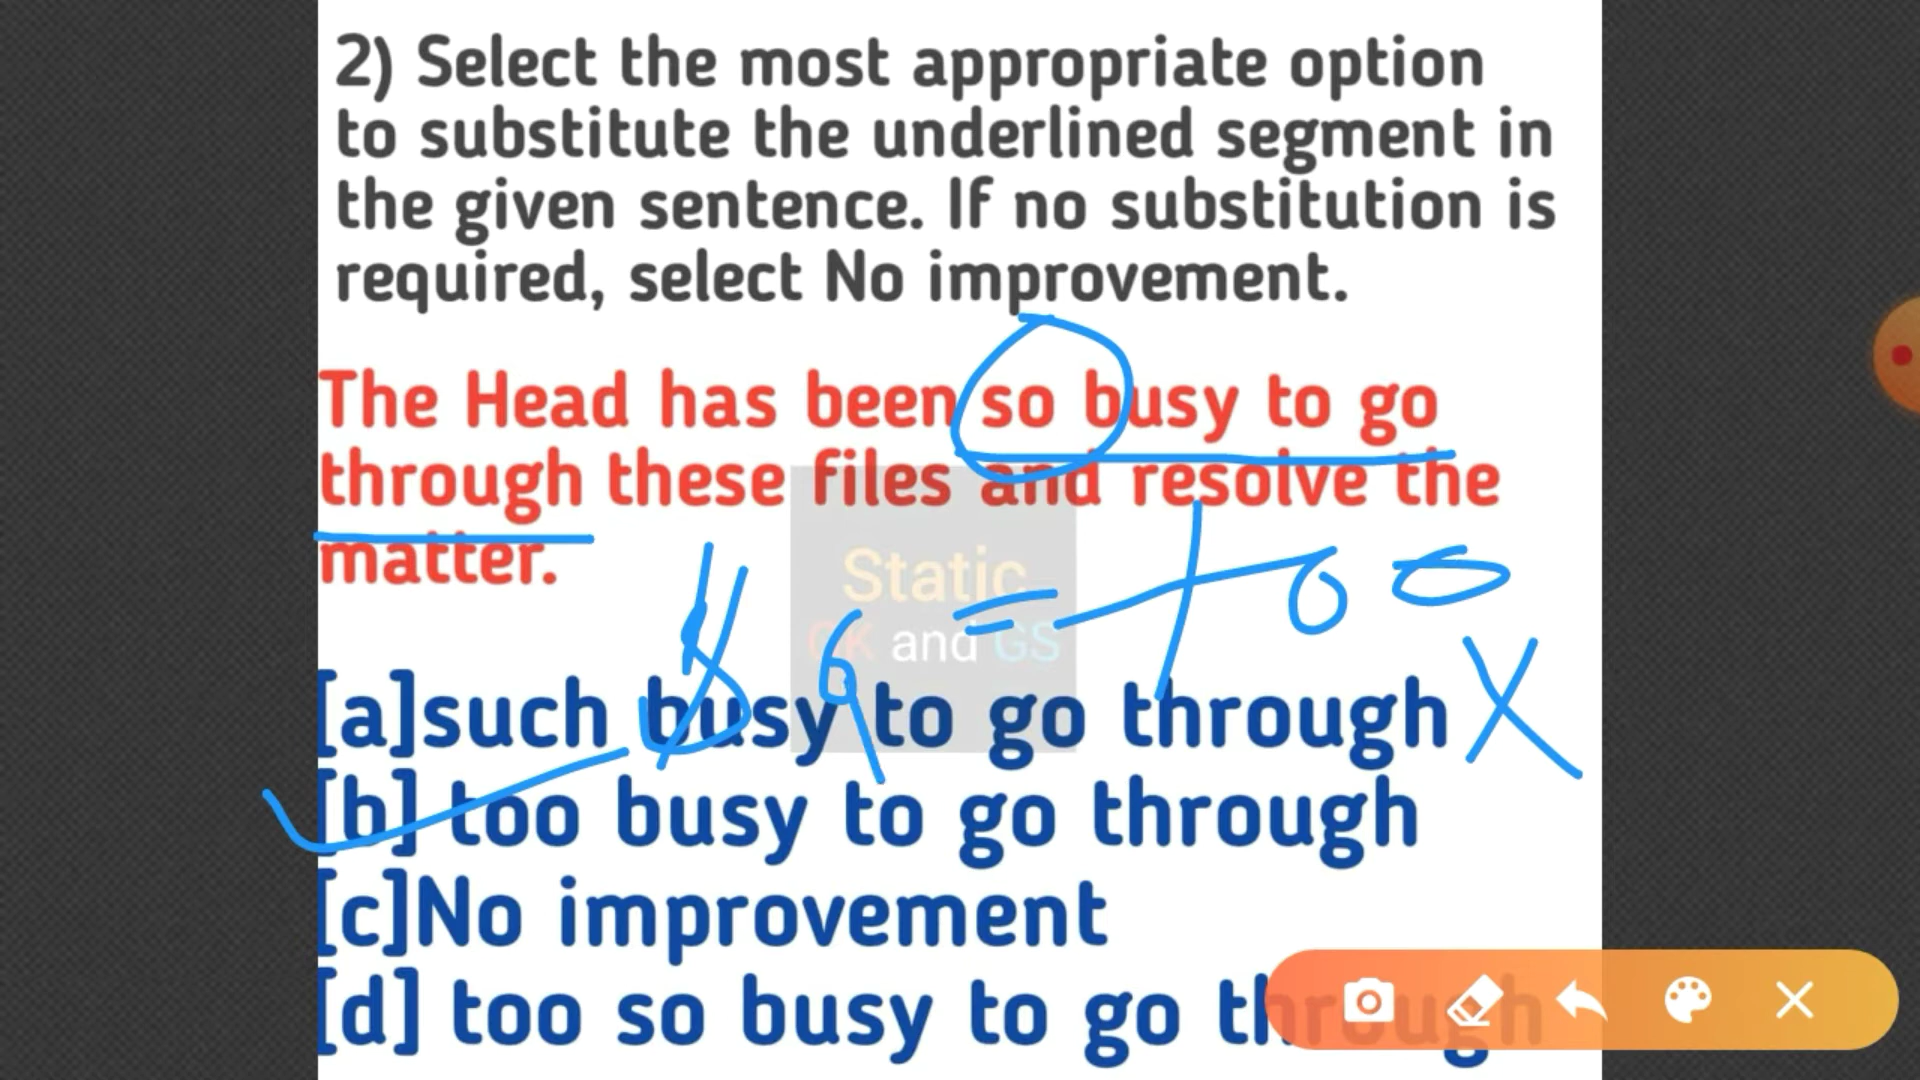 2) Select the most appropriate option
to substitute the underlined segment in
the given sentence. If no substitution is
required, select No improvement.
The Head has been so busy to go
through these files and resolve the
matter.
Static
GK and GS
too
[a]such busy to go through
[b] too busy to go through
[c]No improvement
[d] too so busy to go through